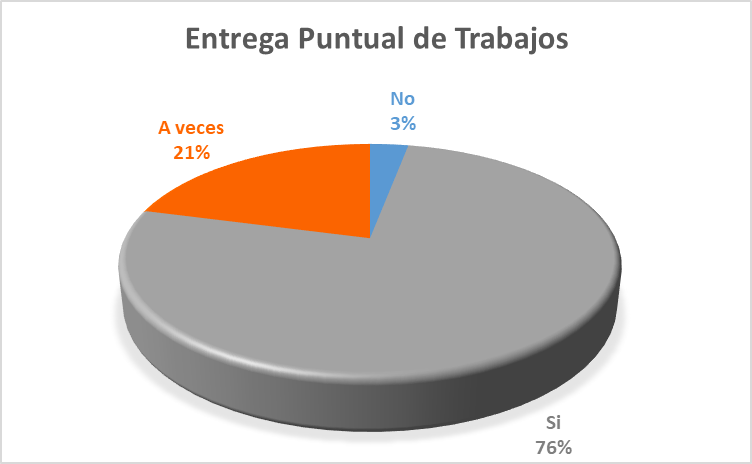 Entrega Puntual de Trabajos
No
3%
A veces
21%
Si
76%